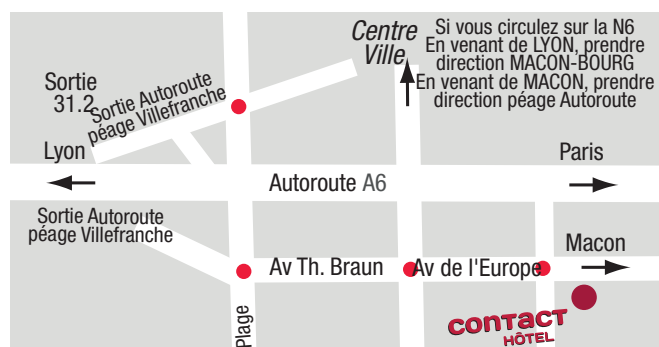 Centre
Ville
Si vous circulez sur la N6
En venant de LYON, prendre
direction MACON-BOURG
En venant de MACON, prendre
direction péage Autoroute
Sortie
31.2
Sortie Autoroute
péage Villefranche
Lyon
Paris
Autoroute A6
Sortie Autoroute
péage Villefranche
Macon
Av Th. Braun
Av de l'Europe
Plage
CONTACT
HÔTEL